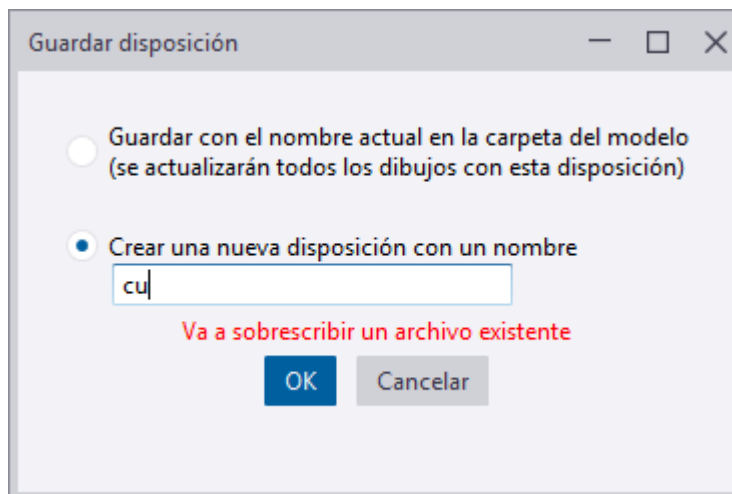 Guardar disposición
Guardar con el nombre actual en la carpeta del modelo
(se actualizarán todos los dibujos con esta disposición)
Crear una nueva disposición con un nombre
cu
Va a sobrescribir un archivo existente
OK Cancelar